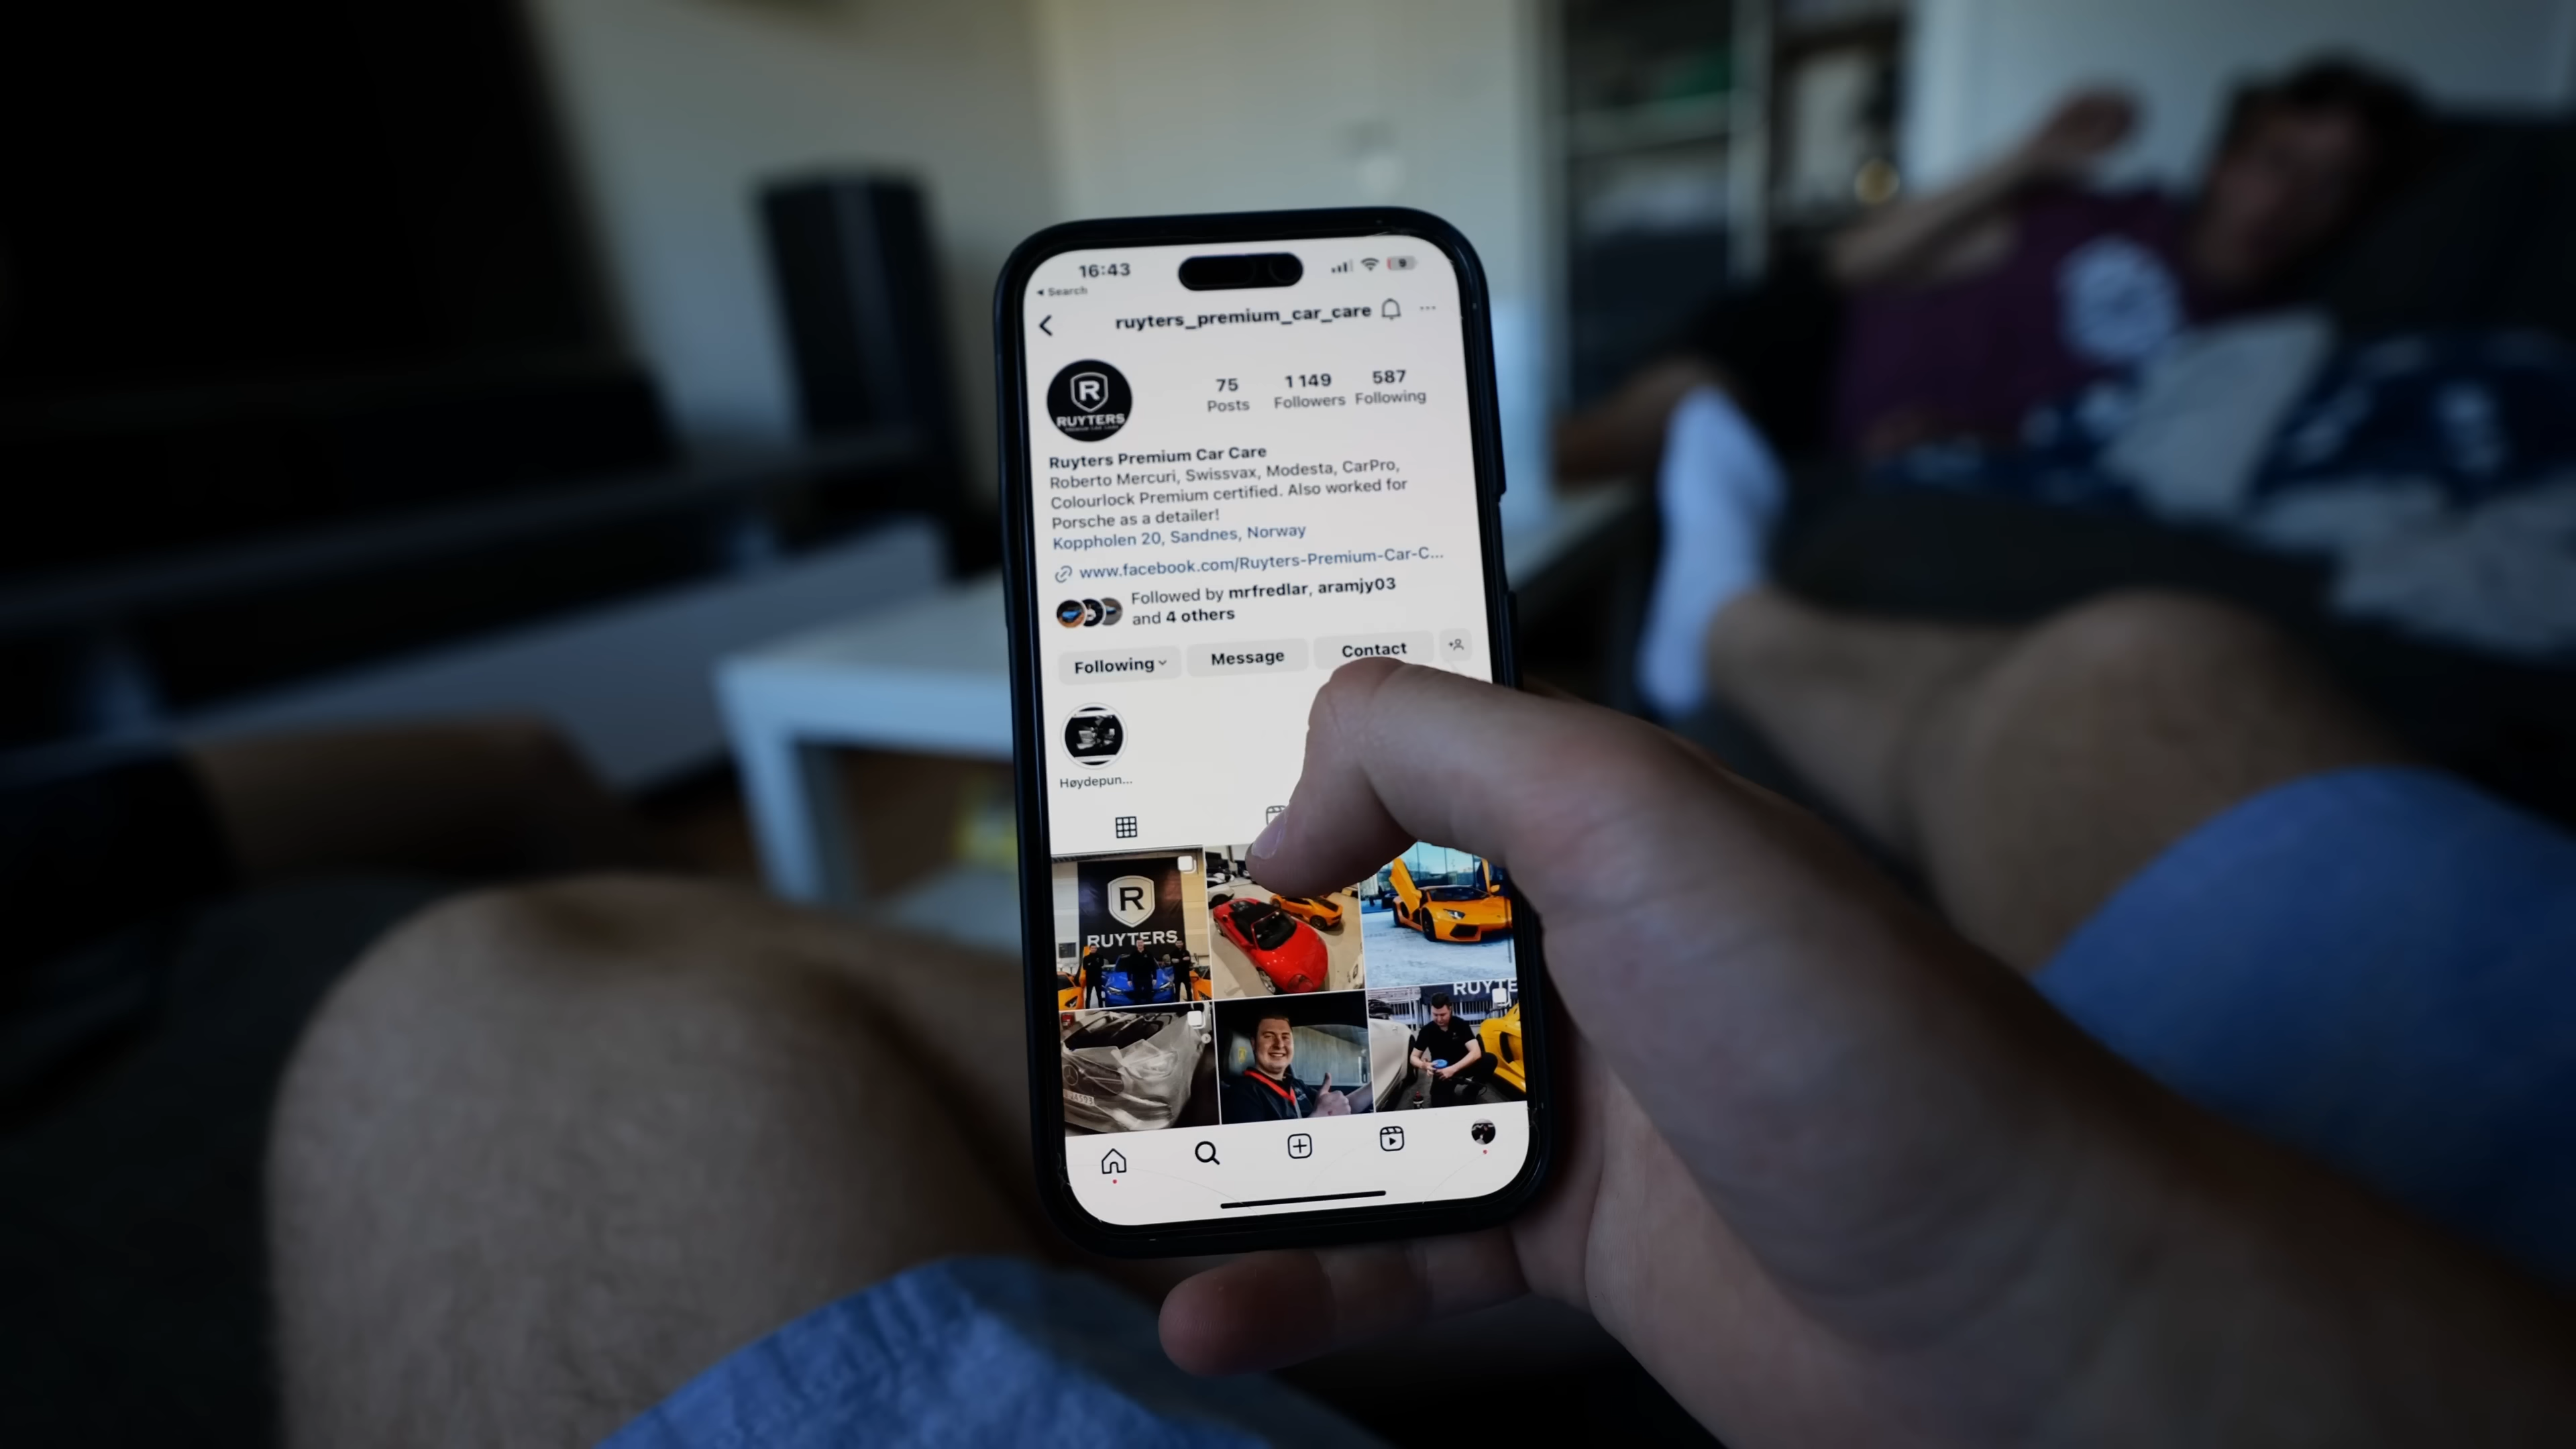 16:43
9
Search
ruyters_premium_car_care
R
RUYTERS
75 1 149 587
Posts Followers Following
Ruyters Premium Car Care
Roberto Mercuri, Swissvax, Modesta, CarPro,
Colourlock Premium certified. Also worked for
Porsche as a detailer!
Koppholen 20, Sandnes, Norway
www.facebook.com/Ruyters-Premium-Car-C...
Followed by mrfredlar, aramjy03
and 4 others
Following Message Contact
Høydepun...
R
RUYTERS
RUYTE